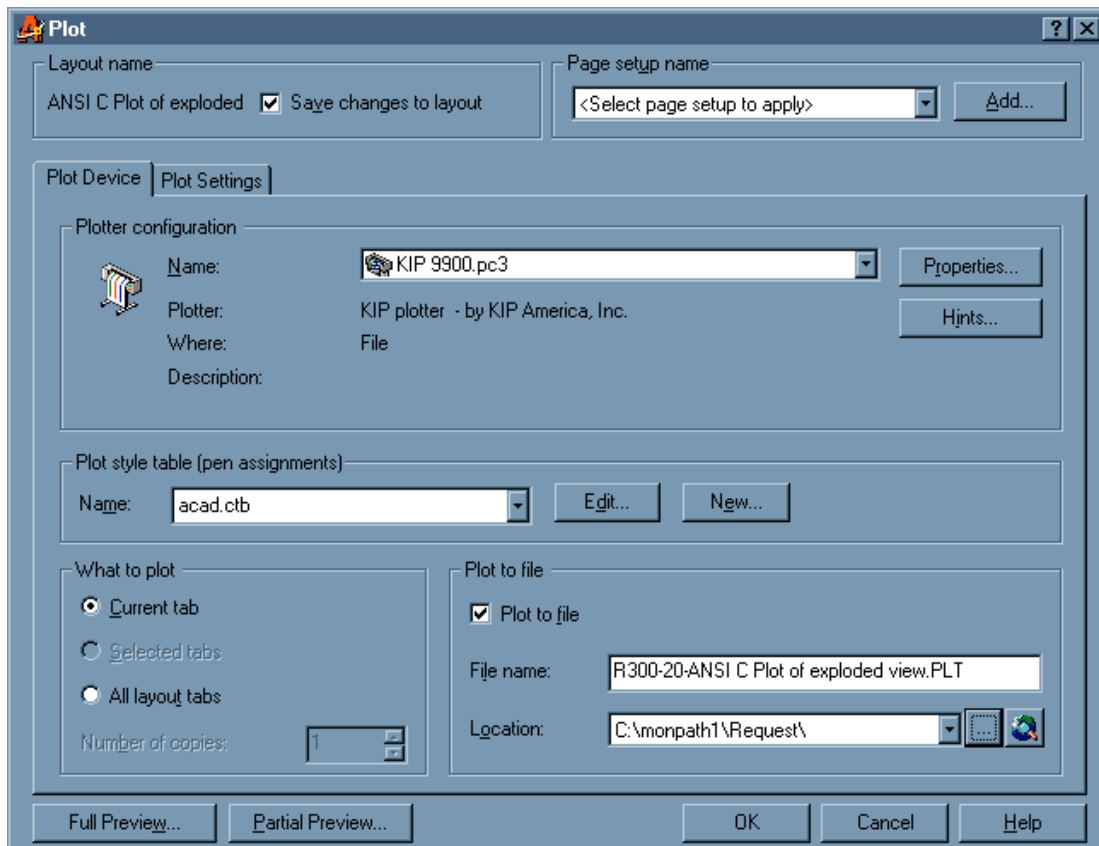 Plot
Layout name
ANSI C Plot of exploded Save changes to layout
Page setup name
<Select page setup to apply> Add...
Plot Device Plot Settings
Plotter configuration
Name: KIP 9900.pc3 Properties...
Plotter: KIP plotter - by KIP America, Inc. Hints...
Where: File
Description:
Plot style table (pen assignments)
Name: acad.ctb Edit... New...
What to plot
Current tab
Selected tabs
All layout tabs
Number of copies: 1
Plot to file
Plot to file
File name: R300-20-ANSI C Plot of exploded view.PLT
Location: C:\monpath1\Request\ ...
Full Preview... Partial Preview... OK Cancel Help